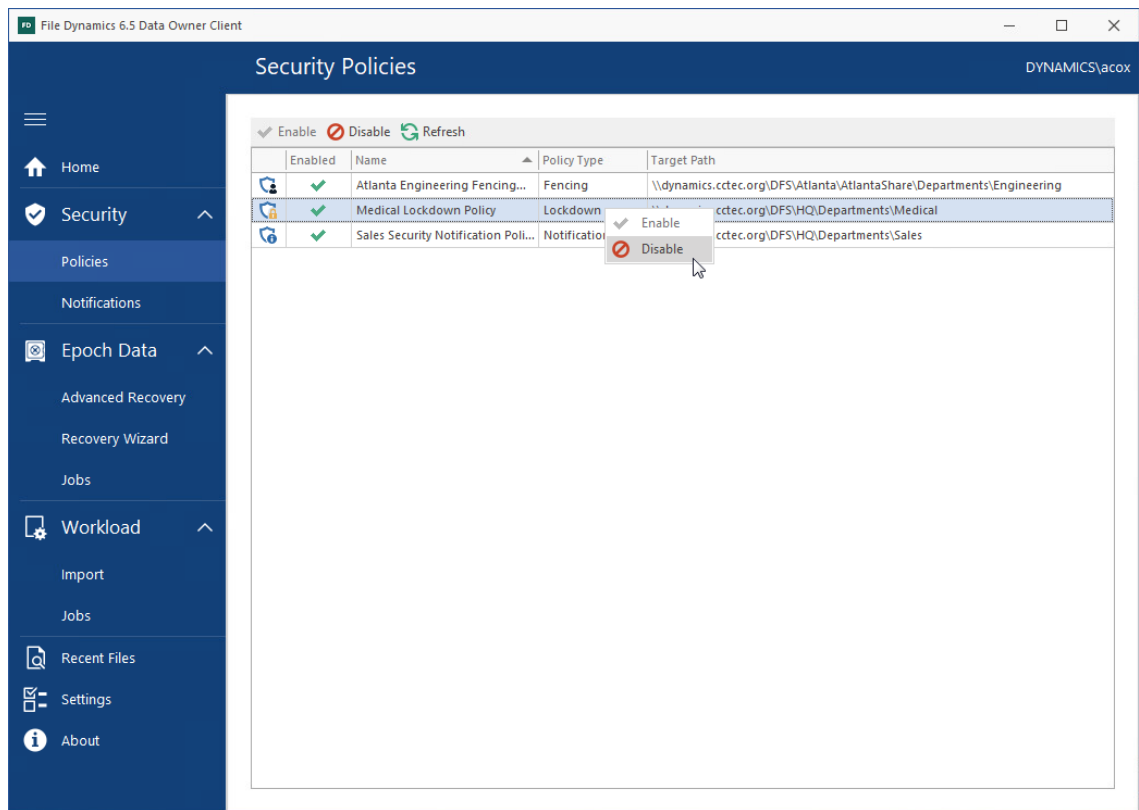 FD File Dynamics 6.5 Data Owner Client
Security Policies
DYNAMICS\acox
Home
Security
Policies
Notifications
Epoch Data
Advanced Recovery
Recovery Wizard
Jobs
Workload
Import
Jobs
Recent Files
Settings
About
Enable Disable Refresh
Enabled Name Policy Type Target Path
Atlanta Engineering Fencing... Fencing \\dynamics.cctec.org\DFS\Atlanta\AtlantaShare\Departments\Engineering
Medical Lockdown Policy Lockdown cctec.org\DFS\HQ\Departments\Medical
Sales Security Notification Poli... Notification cctec.org\DFS\HQ\Departments\Sales
Enable
Disable